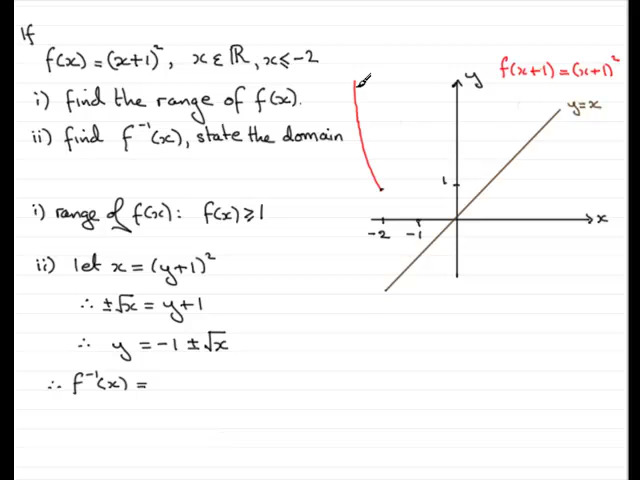 If
f(x) = (x+1)², x ∈ ℝ, x ≤ -2
f(x+1) = (x+1)²
i) find the range of f(x).
ii) find f⁻¹(x), state the domain
y
y=x
1
x
-2 -1
i) range of f(x): f(x) ≥ 1
ii) let x = (y+1)²
∴ ±√x = y+1
∴ y = -1 ±√x
∴ f⁻¹(x) =